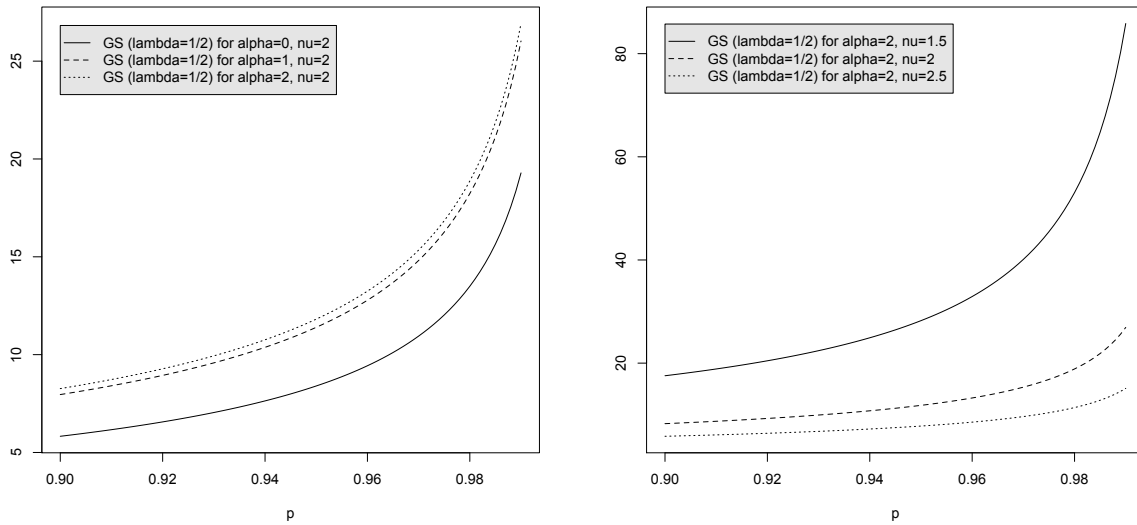 GS (lambda=1/2) for alpha=0, nu=2
GS (lambda=1/2) for alpha=1, nu=2
GS (lambda=1/2) for alpha=2, nu=2
25
20
15
10
5
0.90 0.92 0.94 0.96 0.98
p
GS (lambda=1/2) for alpha=2, nu=1.5
GS (lambda=1/2) for alpha=2, nu=2
GS (lambda=1/2) for alpha=2, nu=2.5
80
60
40
20
0.90 0.92 0.94 0.96 0.98
p